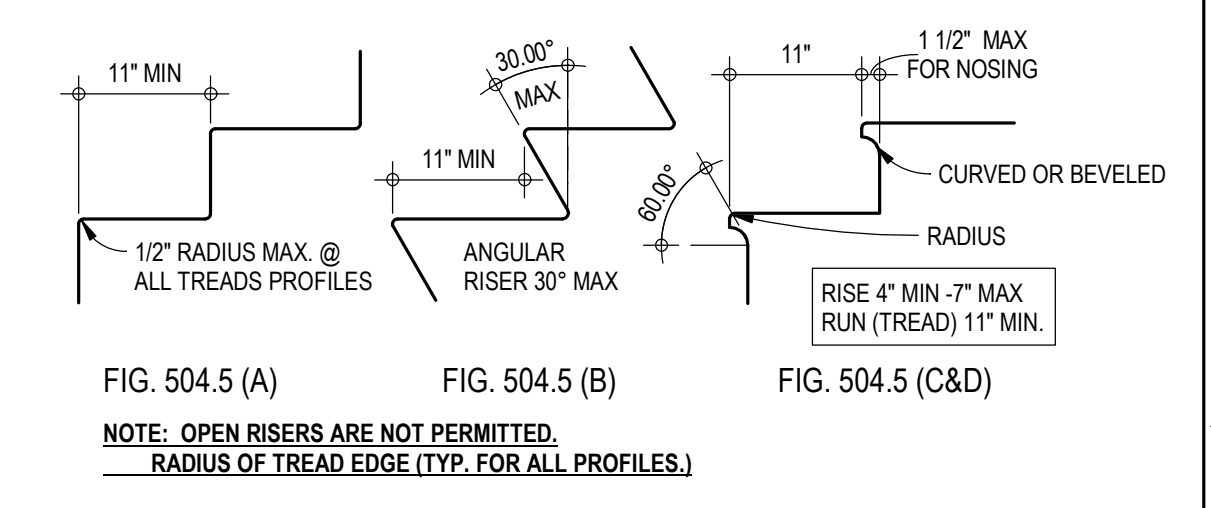 11" MIN
1/2" RADIUS MAX. @
ALL TREADS PROFILES
FIG. 504.5 (A)
30.00°
MAX
11" MIN
ANGULAR
RISER 30° MAX
FIG. 504.5 (B)
11"
1 1/2" MAX
FOR NOSING
CURVED OR BEVELED
60.00°
RADIUS
RISE 4" MIN -7" MAX
RUN (TREAD) 11" MIN.
FIG. 504.5 (C&D)
NOTE: OPEN RISERS ARE NOT PERMITTED.
RADIUS OF TREAD EDGE (TYP. FOR ALL PROFILES.)